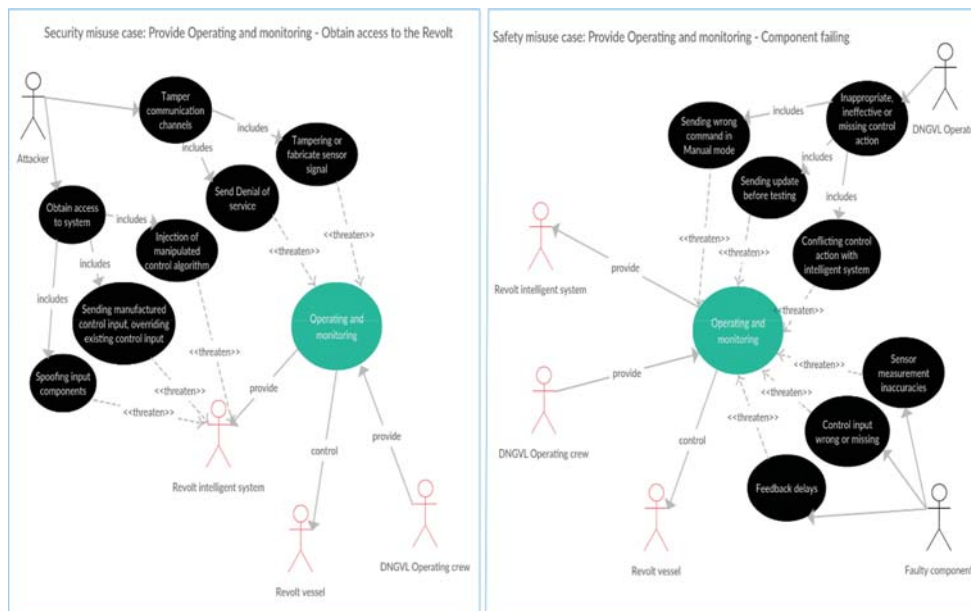 Security misuse case: Provide Operating and monitoring - Obtain access to the Revolt
Attacker
Tamper
communication
channels
includes
includes
Tampering or
fabricate sensor
signal
Send Denial of
service
Obtain access
to system
includes
includes
includes
Injection of
manipulated
control algorithm
<<threaten>>
<<threaten>>
Sending manufactured
control input, overriding
existing control input
Operating and
monitoring
<<threaten>>
Spoofing input
components
<<threaten>>
<<threaten>>
provide
Revolt intelligent system
control
provide
Revolt vessel
DNGVL Operating crew
Safety misuse case: Provide Operating and monitoring - Component failing
DNGVL Operate
Inappropriate,
ineffective or
missing control
action
includes
includes
includes
Sending wrong
command in
Manual mode
Sending update
before testing
Conflicting control
action with
intelligent system
<<threaten>>
<<threaten>>
<<threaten>>
Revolt intelligent system
provide
Operating and
monitoring
provide
DNGVL Operating crew
Sensor
measurement
inaccuracies
<<threaten>>
<<threaten>>
<<threaten>>
Control input
wrong or missing
Feedback delays
control
Revolt vessel
Faulty component